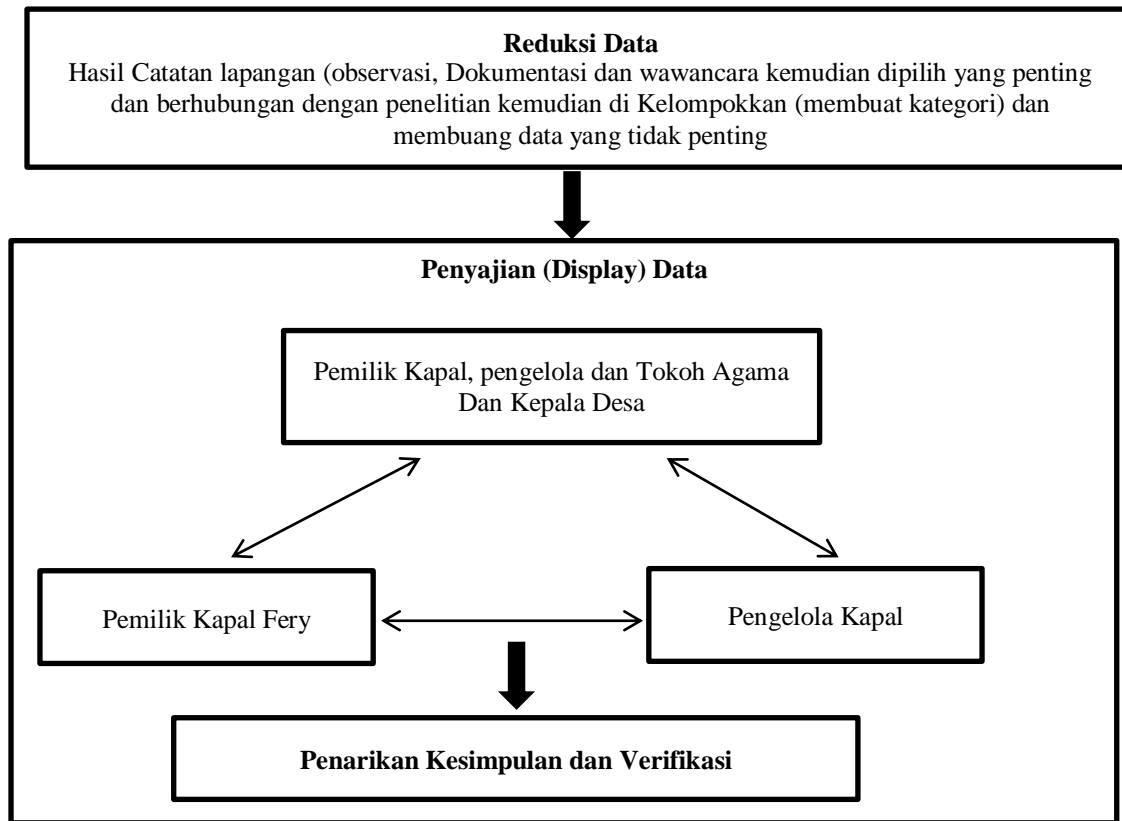 Reduksi Data
Hasil Catatan lapangan (observasi, Dokumentasi dan wawancara kemudian dipilih yang penting
dan berhubungan dengan penelitian kemudian di Kelompokkan (membuat kategori) dan
membuang data yang tidak penting
Penyajian (Display) Data
Pemilik Kapal, pengelola dan Tokoh Agama
Dan Kepala Desa
Pemilik Kapal Fery
Pengelola Kapal
Penarikan Kesimpulan dan Verifikasi